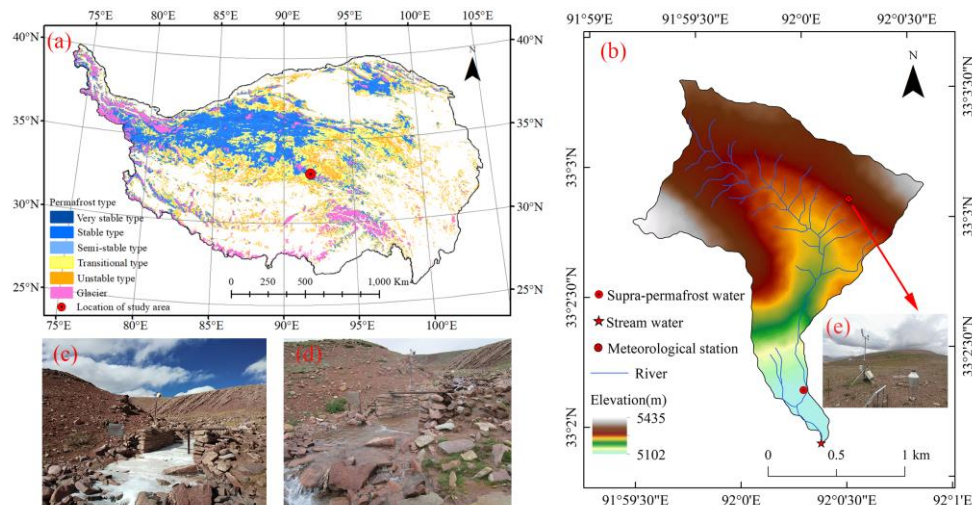 75°E 80°E 85°E 90°E 95°E 100°E 105°E
40°N
(a)
N
40°N
35°N
35°N
30°N
30°N
25°N
25°N
Permafrost type
Very stable type
Stable type
Semi-stable type
Transitional type
Unstable type
Glacier
Location of study area
0 250 500 1,000 Km
75°E 80°E 85°E 90°E 95°E 100°E
(c)
(d)
91°59'E 92°0'E 92°0'30"E
(b)
N
33°3'30"N
33°3'N
33°3'N
33°2'30"N
33°2'30"N
33°2'N
Supra-permafrost water
Stream water
Meteorological station
River
Elevation(m)
5435
5102
(e)
0 0.5 1 km
91°59'30"E 92°0'E 92°0'30"E 92°1'E